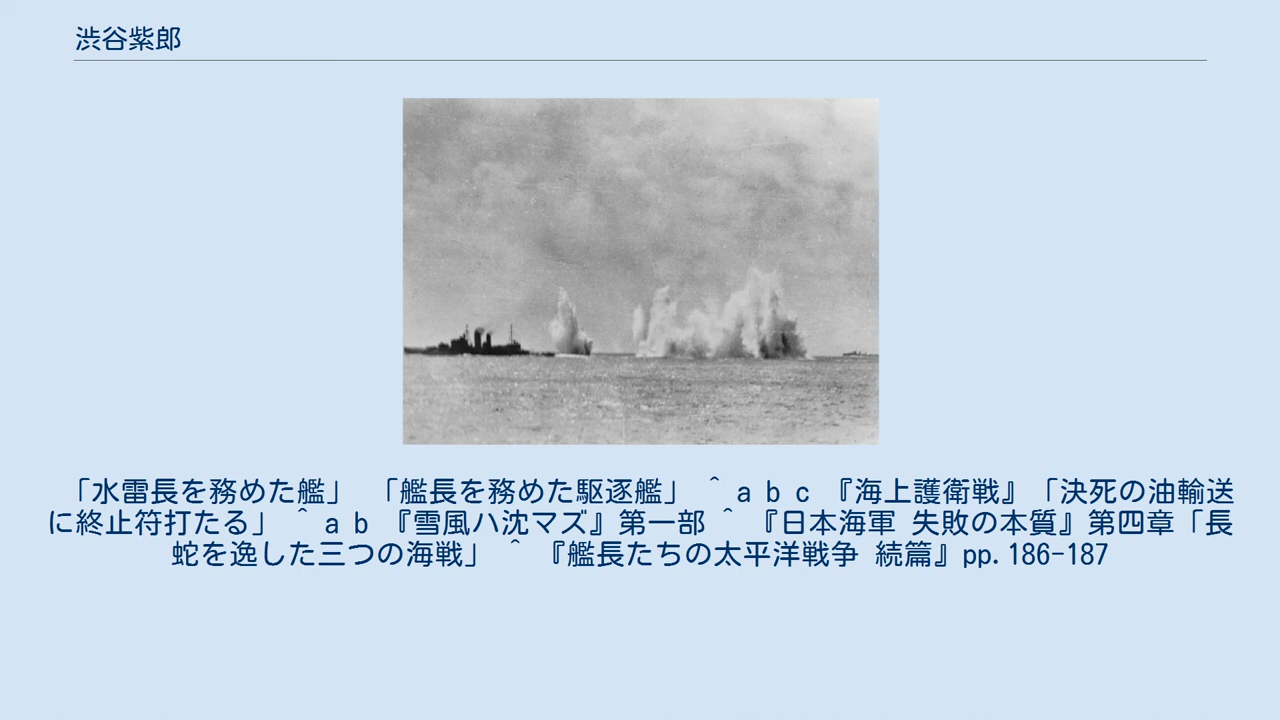 渋谷紫郎
「水雷長を務めた艦」 「艦長を務めた駆逐艦」 ^ a b c 『海上護衛戦』「決死の油輸送
に終止符打たる」 ^ a b 『雪風ハ沈マズ』第一部 ^ 『日本海軍 失敗の本質』第四章「長
蛇を逸した三つの海戦」 ^ 『艦長たちの太平洋戦争 続篇』pp.186-187